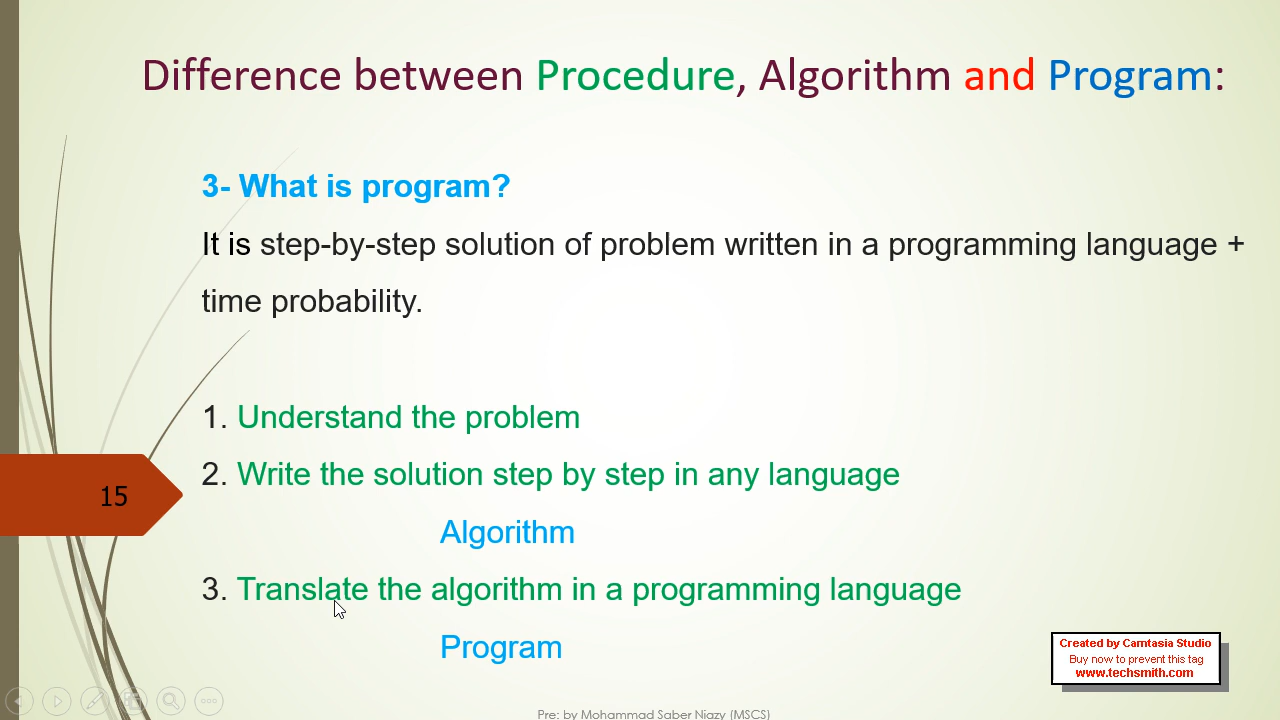 Difference between Procedure, Algorithm and Program:
3- What is program?
It is step-by-step solution of problem written in a programming language +
time probability.
1. Understand the problem
2. Write the solution step by step in any language
Algorithm
15
3. Translate the algorithm in a programming language
Program
Created by Camtasia Studio
Buy now to prevent this tag
www.techsmith.com
Pre: by Mohammad Saber Niazy (MSCS)